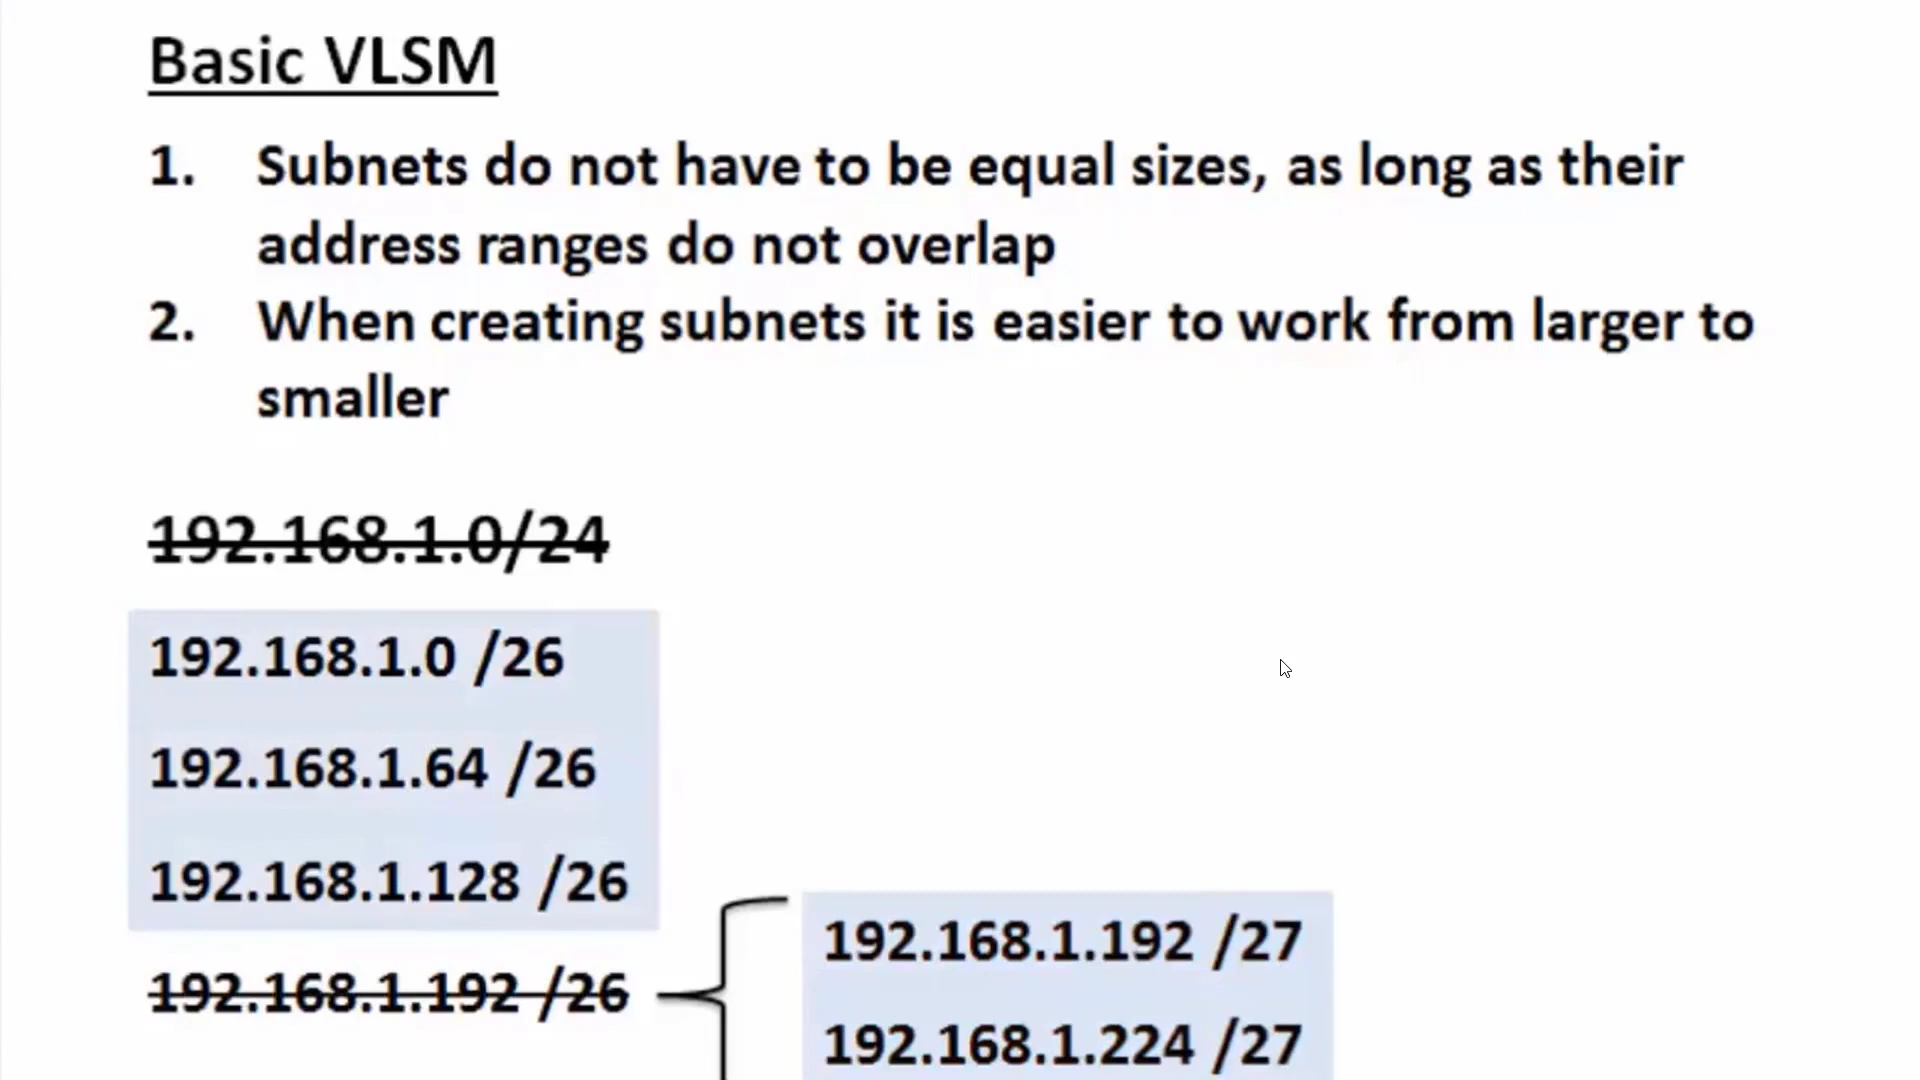 Basic VLSM
1. Subnets do not have to be equal sizes, as long as their
address ranges do not overlap
2. When creating subnets it is easier to work from larger to
smaller
192.168.1.0/24
192.168.1.0 /26
192.168.1.64 /26
192.168.1.128 /26
192.168.1.192 /26
192.168.1.192 /27
192.168.1.224 /27